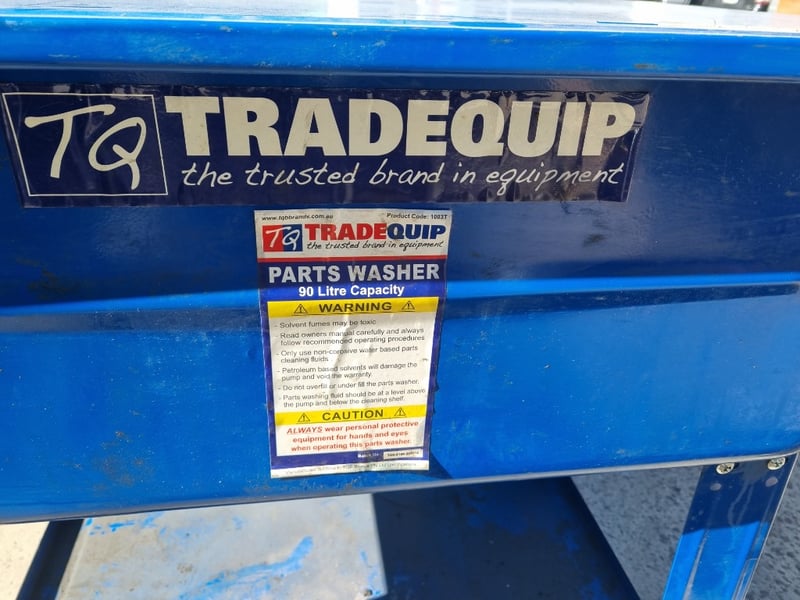 TQ TRADEQUIP
the trusted brand in equipment
www.tqbbrands.com.au Product Code: 1003T
TQ TRADEQUIP
the trusted brand in equipment
PARTS WASHER
90 Litre Capacity
WARNING
- Solvent fumes may be toxic
- Read owners manual carefully and always
follow recommended operating procedures
- Only use non-corrosive water based parts
cleaning fluids
- Petroleum based solvents will damage the
pump and void the warranty
- Do not overfill or under fill the parts washer.
- Parts washing fluid should be at a level above
the pump and below the cleaning shelf.
CAUTION
ALWAYS wear personal protective
equipment for hands and eyes
when operating this parts washer.